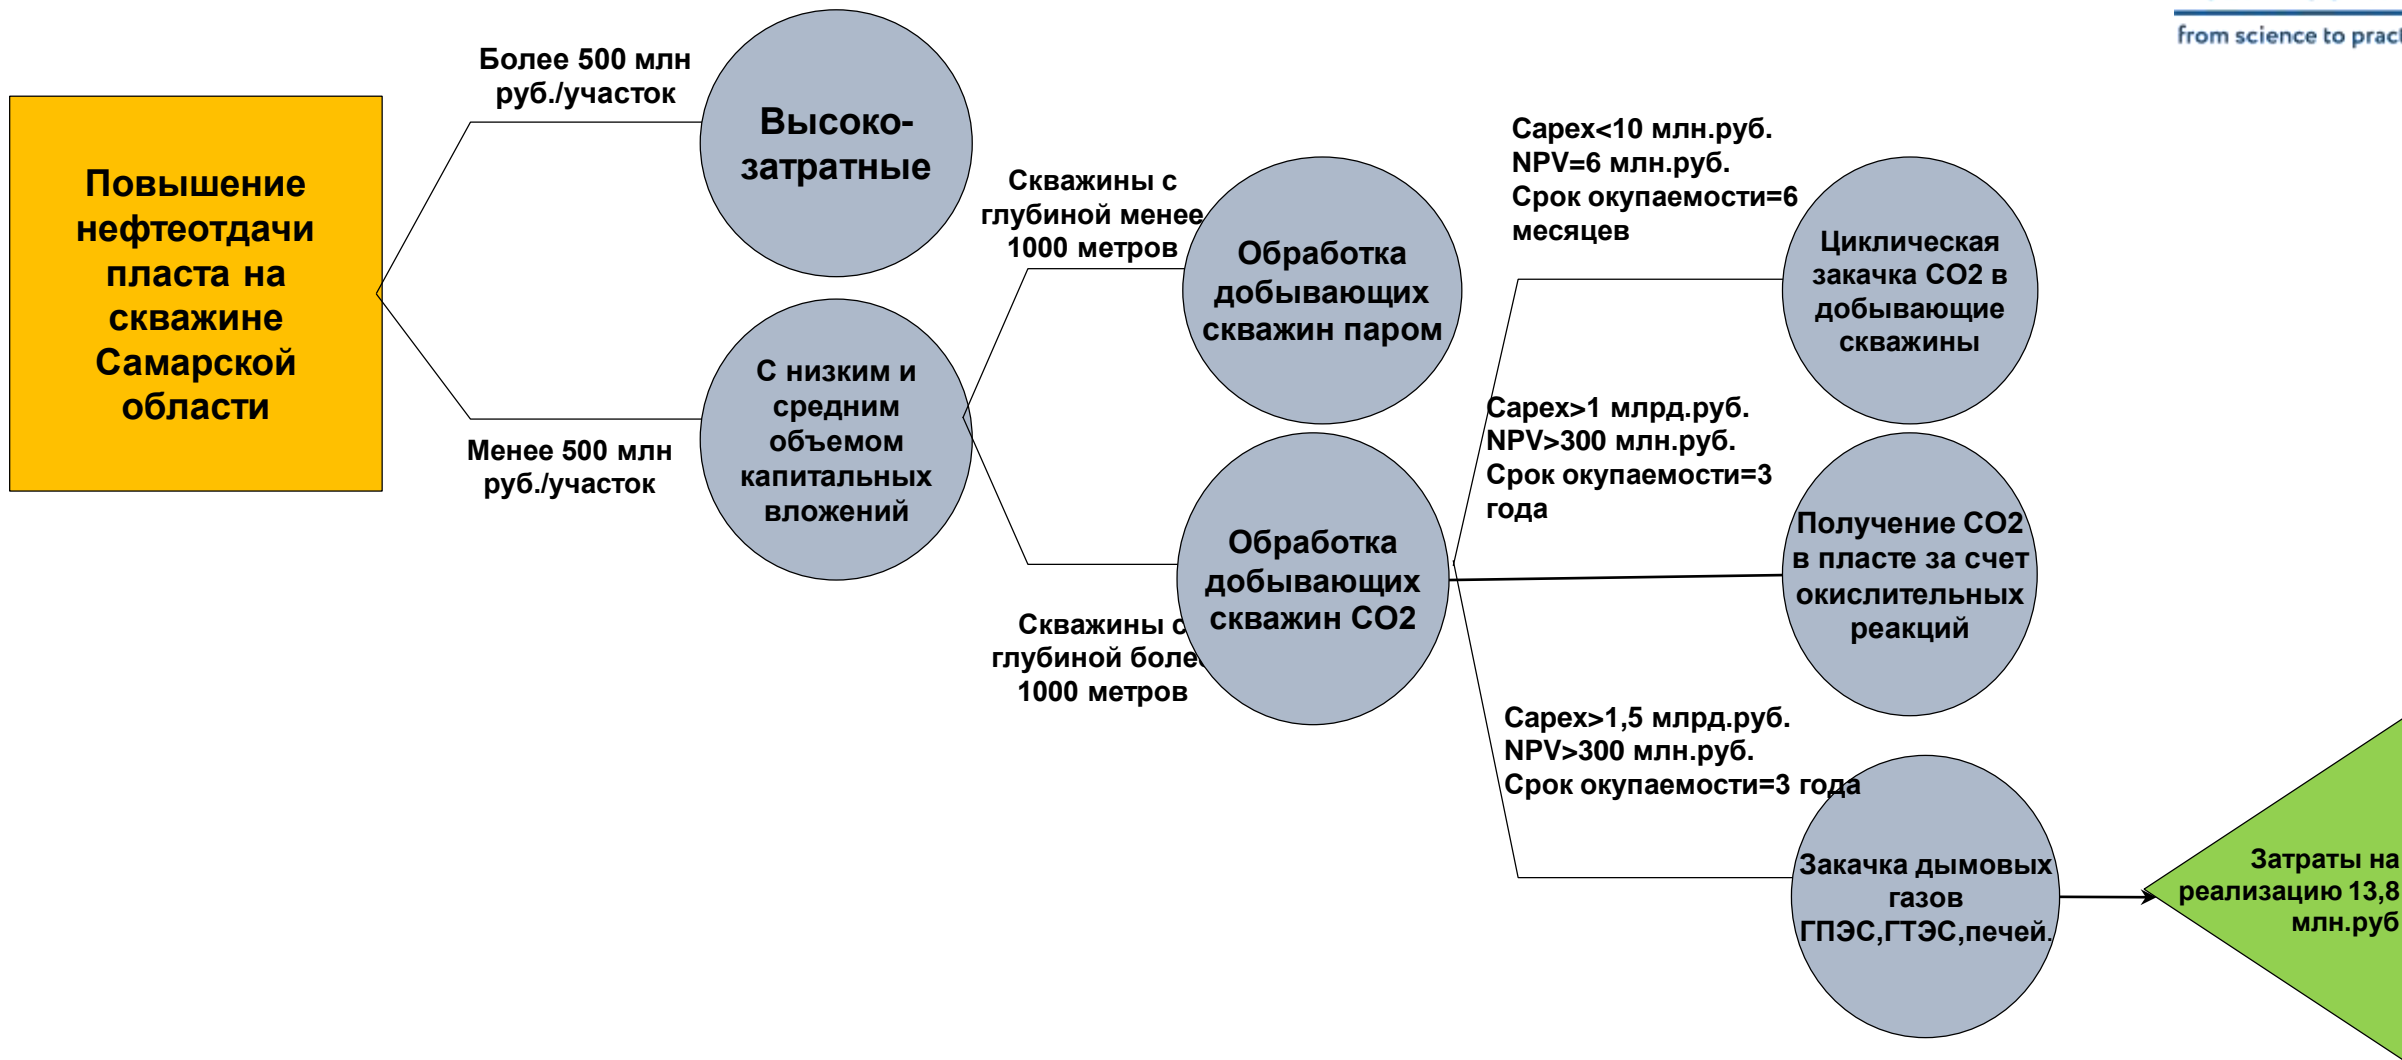 from science to pract
Более 500 млн
руб./участок
Повышение
нефтеотдачи
пласта на
скважине
Самарской
области
Высоко-
затратные
Менее 500 млн
руб./участок
С низким и
средним
объемом
капитальных
вложений
Скважины с
глубиной менее
1000 метров
Обработка
добывающих
скважин паром
Скважины с
глубиной более
1000 метров
Обработка
добывающих
скважин СО2
Capex<10 млн.руб.
NPV=6 млн.руб.
Срок окупаемости=6
месяцев
Циклическая
закачка СО2 в
добывающие
скважины
Capex>1 млрд.руб.
NPV>300 млн.руб.
Срок окупаемости=3
года
Получение СО2
в пласте за счет
окислительных
реакций
Capex>1,5 млрд.руб.
NPV>300 млн.руб.
Срок окупаемости=3 года
Закачка дымовых
газов
ГПЭС,ГТЭС,печей.
Затраты на
реализацию 13,8
млн.руб